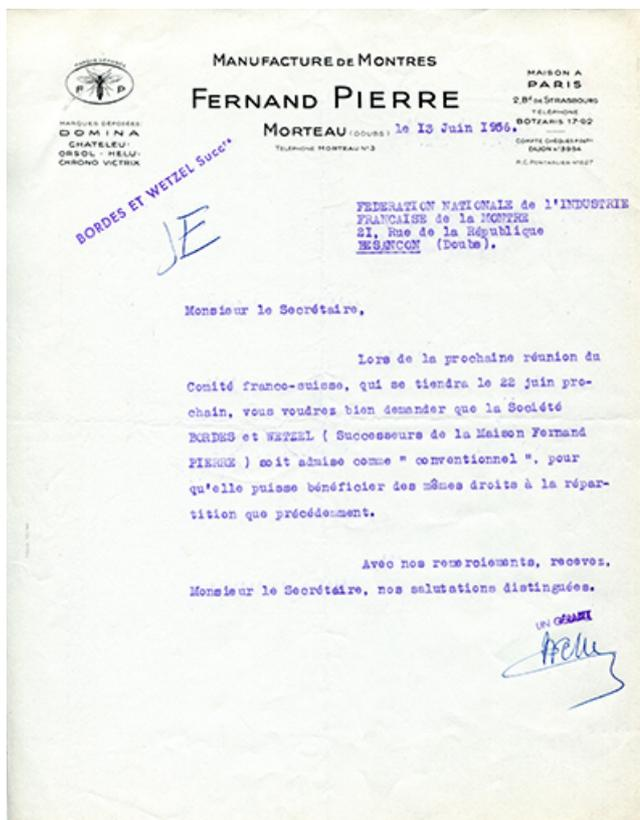 MARQUE DÉPOSÉE
F P
MARQUES DÉPOSÉES:
DOMINA
CHATELEU-
ORSOL - HELU-
CHRONO VICTRIX
MANUFACTURE DE MONTRES
FERNAND PIERRE
MORTEAU (DOUBS) le 13 Juin 1936.
TÉLÉPHONE MORTEAU N° 3
MAISON A
PARIS
2, Bd DE STRASBOURG
TÉLÉPHONE
BOTZARIS 17-02
COMPTE CHÈQUES POSTX
DIJON N° 3954
R.C. PONTARLIER N° 627
BORDES ET WETZEL Succrs
JE
FEDERATION NATIONALE de l'INDUSTRIE
FRANCAISE de la MONTRE
21, Rue de la République
BESANCON (Doubs).
Monsieur le Secrétaire,
Lors de la prochaine réunion du
Comité franco-suisse, qui se tiendra le 22 juin pro-
chain, vous voudrez bien demander que la Société
BORDES et WETZEL ( Successeurs de la Maison Fernand
PIERRE ) soit admise comme " conventionnel ", pour
qu'elle puisse bénéficier des mêmes droits à la répar-
tition que précédemment.
Avec nos remerciements, recevez,
Monsieur le Secrétaire, nos salutations distinguées.
UN GÉRANT